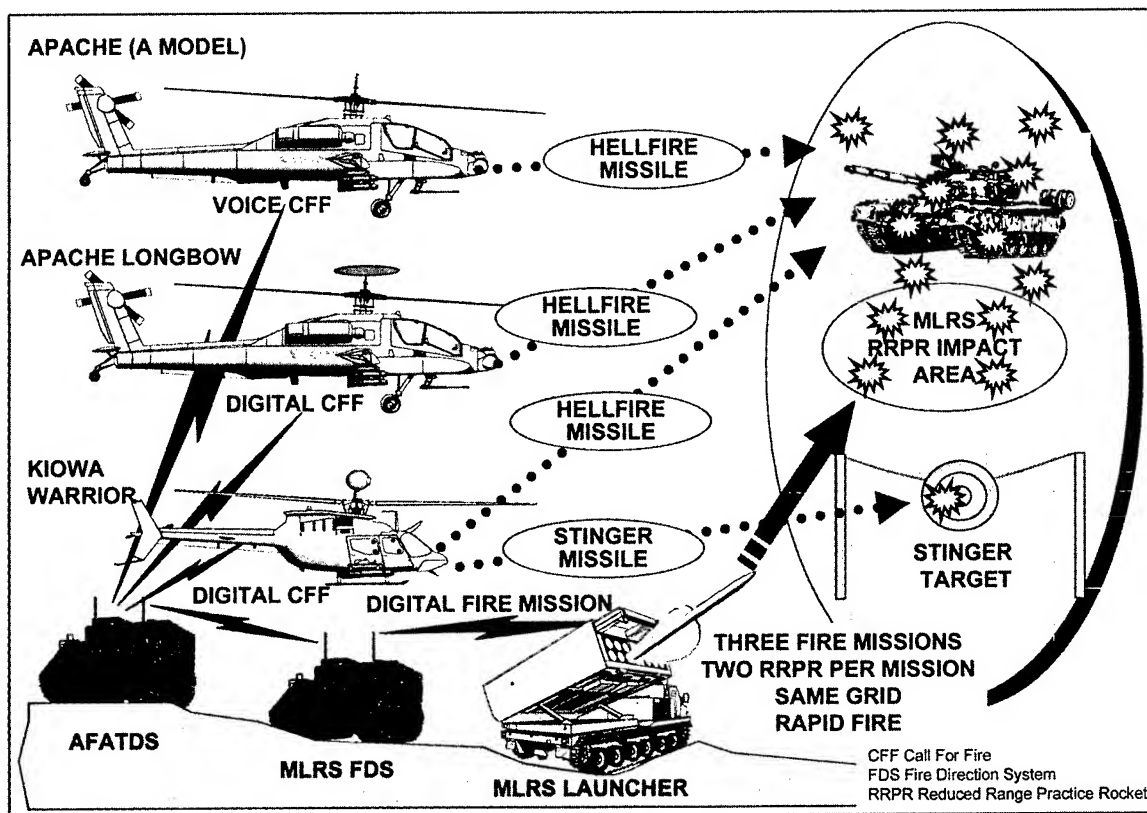 APACHE (A MODEL)
HELLFIRE
MISSILE
VOICE CFF
APACHE LONGBOW
HELLFIRE
MISSILE
MLRS
RRPR IMPACT
AREA
DIGITAL CFF
HELLFIRE
MISSILE
KIOWA
WARRIOR
STINGER
MISSILE
STINGER
TARGET
DIGITAL CFF
DIGITAL FIRE MISSION
THREE FIRE MISSIONS
TWO RRPR PER MISSION
SAME GRID
RAPID FIRE
AFATDS
MLRS FDS
MLRS LAUNCHER
CFF Call For Fire
FDS Fire Direction System
RRPR Reduced Range Practice Rocket